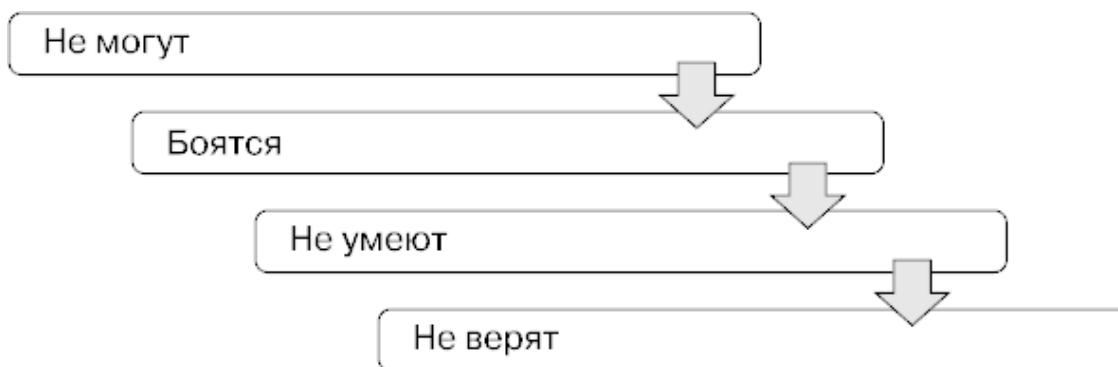 Не могут
Боятся
Не умеют
Не верят